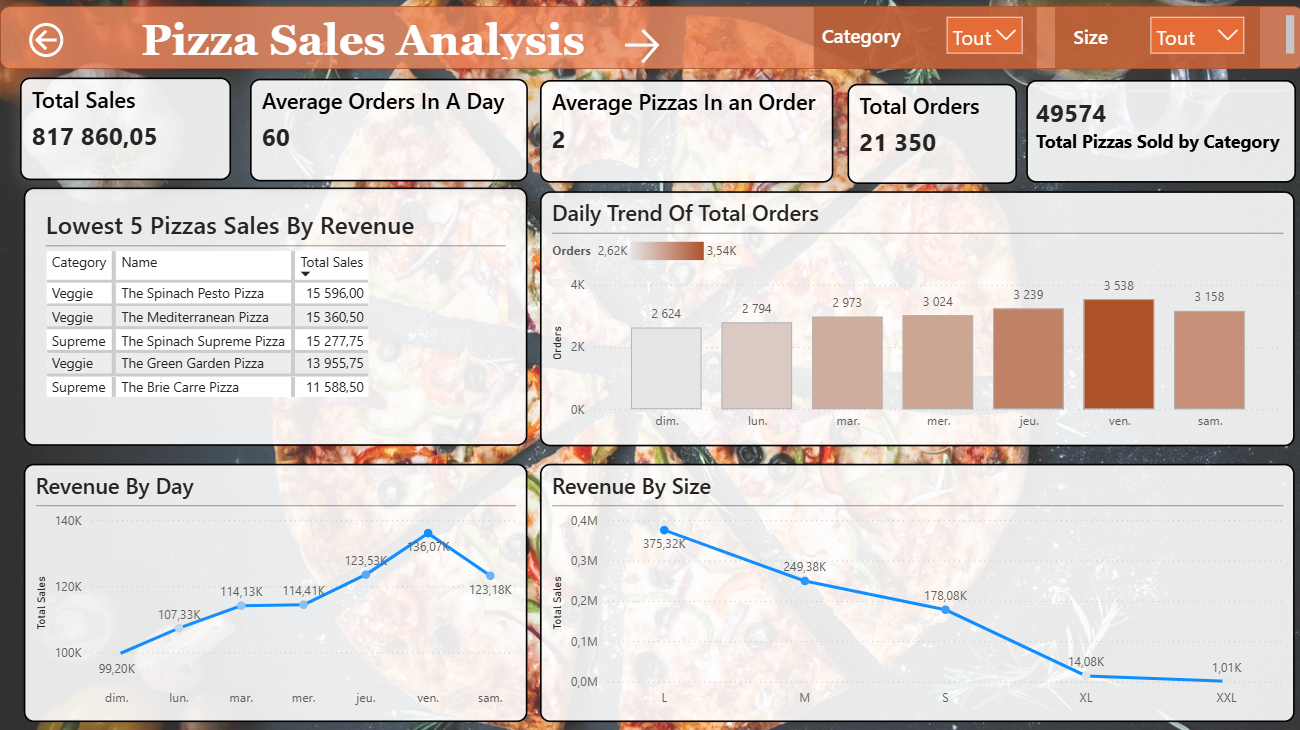 Pizza Sales Analysis
Category
Tout
Size
Tout
Total Sales
817 860,05
Average Orders In A Day
60
Average Pizzas In an Order
2
Total Orders
21 350
49574
Total Pizzas Sold by Category
Lowest 5 Pizzas Sales By Revenue
Category Name Total Sales
Veggie The Spinach Pesto Pizza 15 596,00
Veggie The Mediterranean Pizza 15 360,50
Supreme The Spinach Supreme Pizza 15 277,75
Veggie The Green Garden Pizza 13 955,75
Supreme The Brie Carre Pizza 11 588,50
Daily Trend Of Total Orders
Orders 2,62K 3,54K
4K
2K
0K
Orders
2 624
2 794
2 973
3 024
3 239
3 538
3 158
dim. lun. mar. mer. jeu. ven. sam.
Revenue By Day
140K
120K
100K
Total Sales
99,20K
107,33K
114,13K
114,41K
123,53K
136,07K
123,18K
dim. lun. mar. mer. jeu. ven. sam.
Revenue By Size
0,4M
0,3M
0,2M
0,1M
0,0M
Total Sales
375,32K
249,38K
178,08K
14,08K
1,01K
L M S XL XXL